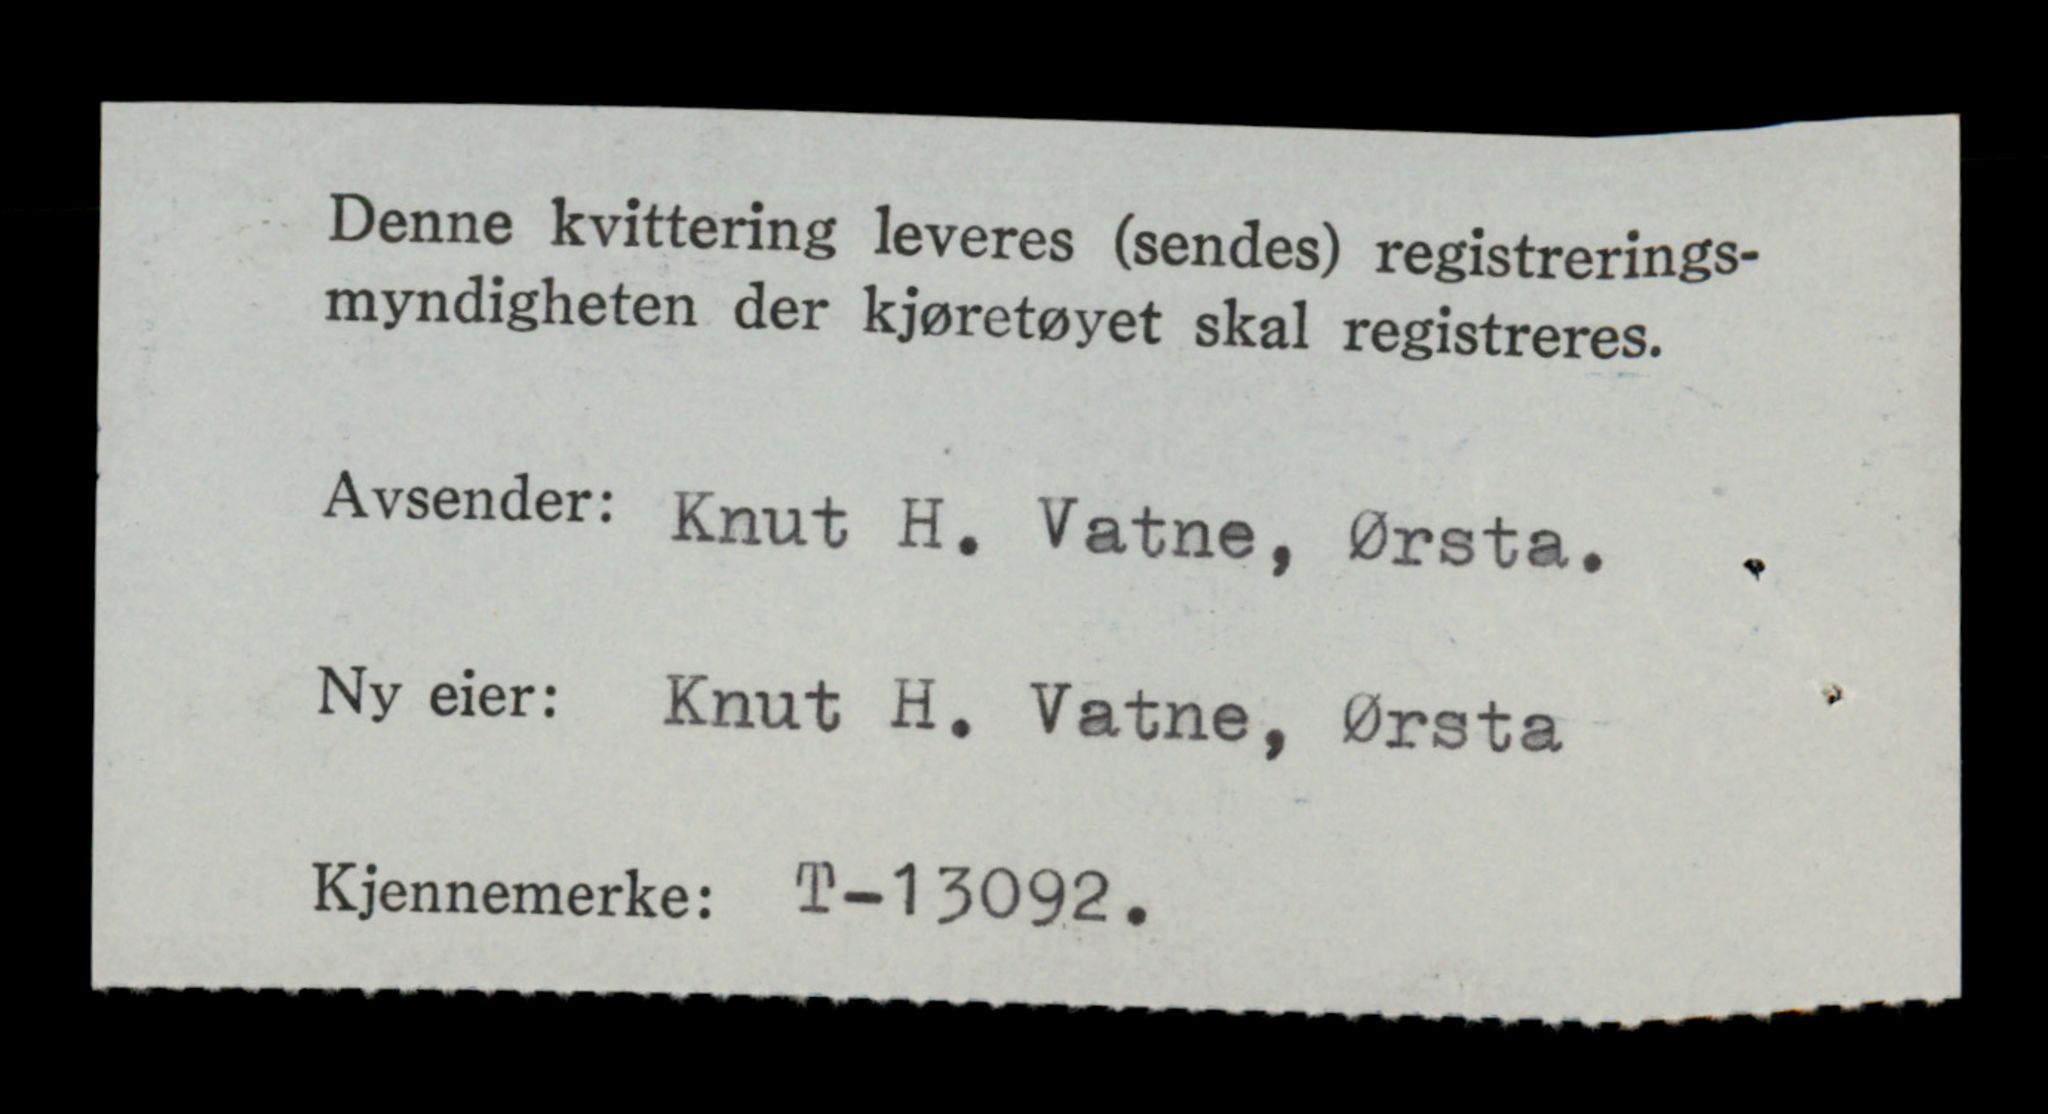 Denne kvittering leveres (sendes) registrerings-
myndigheten der kjøretøyet skal registreres.
Avsender: Knut H. Vatne, Ørsta.
Ny eier: Knut H. Vatne, Ørsta
Kjennemerke: T-13092.